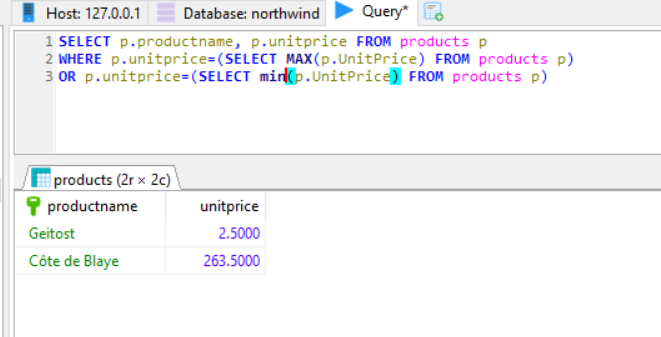 Host: 127.0.0.1 Database: northwind Query*
1 SELECT p.productname, p.unitprice FROM products p
2 WHERE p.unitprice=(SELECT MAX(p.UnitPrice) FROM products p)
3 OR p.unitprice=(SELECT min(p.UnitPrice) FROM products p)
products (2r × 2c)
productname unitprice
Geitost 2.5000
Côte de Blaye 263.5000